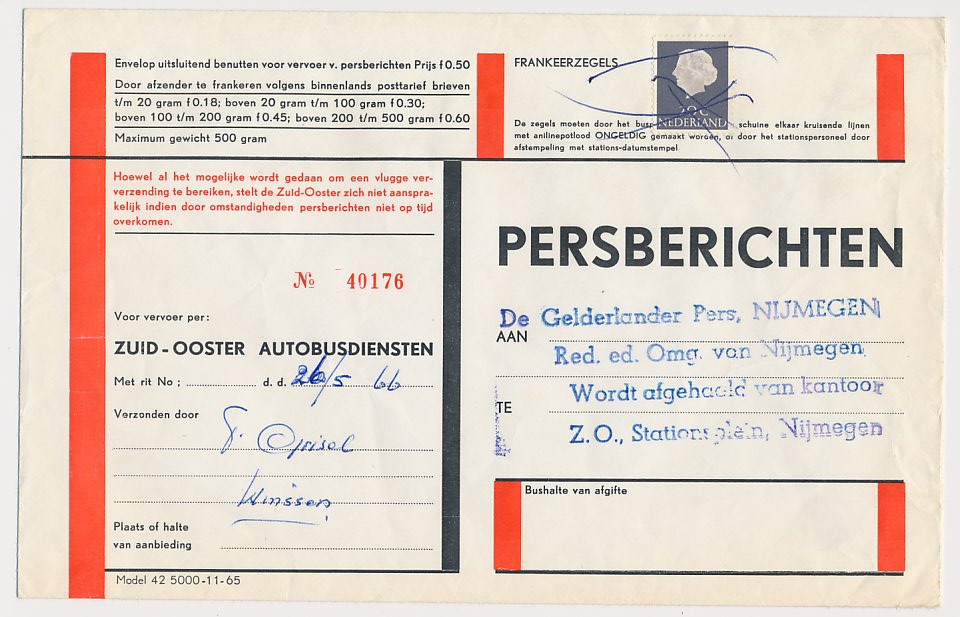 Envelop uitsluitend benutten voor vervoer v. persberichten Prijs f 0.50
Door afzender te frankeren volgens binnenlands posttarief brieven
t/m 20 gram f 0.18; boven 20 gram t/m 100 gram f 0.30;
boven 100 t/m 200 gram f 0.45; boven 200 t/m 500 gram f 0.60
Maximum gewicht 500 gram
FRANKEERZEGELS
NEDERLAND
De zegels moeten door het schuine elkaar kruisende lijnen
met anilinepotlood ONGELDIG gemaakt worden, of door het stationspersoneel door
afstempeling met stations-datumstempel
Hoewel al het mogelijke wordt gedaan om een vlugge ver-
verzending te bereiken, stelt de Zuid-Ooster zich niet aanspra-
kelijk indien door omstandigheden persberichten niet op tijd
overkomen.
№ 40176
Voor vervoer per:
ZUID-OOSTER AUTOBUSDIENSTEN
Met rit No; d. d. 26/5 66
Verzonden door
Winssen
Plaats of halte
van aanbieding
Model 42 5000-11-65
PERSBERICHTEN
De Gelderlander Pers, NIJMEGEN
AAN
Red. ed. Omg. van Nijmegen
Wordt afgehaald van kantoor
TE
Z.O., Stationsplein, Nijmegen
Bushalte van afgifte